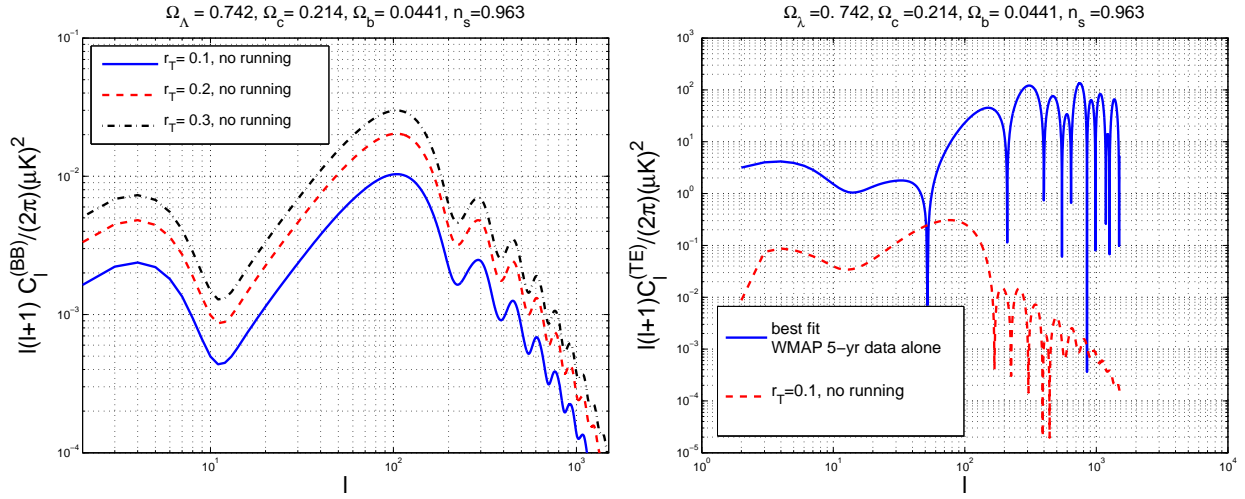 Ω_Λ = 0.742, Ω_c = 0.214, Ω_b = 0.0441, n_s =0.963
l(l+1) C_l^(BB)/(2π)(μK)^2
10^-1
10^-2
10^-3
10^-4
r_T= 0.1, no running
r_T= 0.2, no running
r_T= 0.3, no running
10^1
10^2
10^3
l
Ω_λ =0. 742, Ω_c =0.214, Ω_b = 0.0441, n_s =0.963
l(l+1)C_l^(TE)/(2π)(μK)^2
10^3
10^2
10^1
10^0
10^-1
10^-2
10^-3
10^-4
10^-5
best fit
WMAP 5-yr data alone
r_T=0.1, no running
10^0
10^1
10^2
10^3
10^4
l